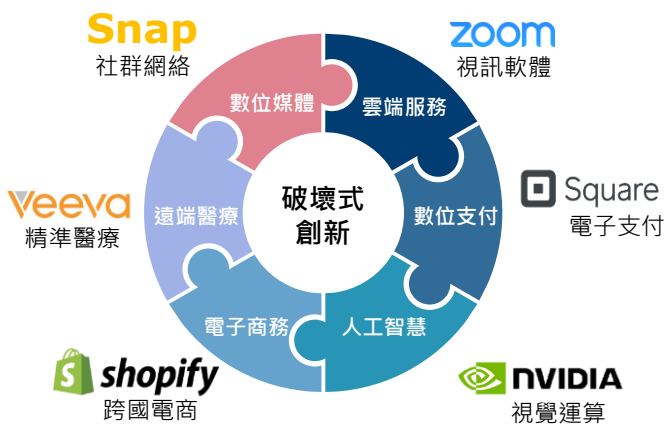 Snap
社群網絡
zoom
視訊軟體
數位媒體
雲端服務
Veeva
精準醫療
遠端醫療
破壞式
創新
數位支付
Square
電子支付
電子商務
人工智慧
shopify
跨國電商
NVIDIA
視覺運算